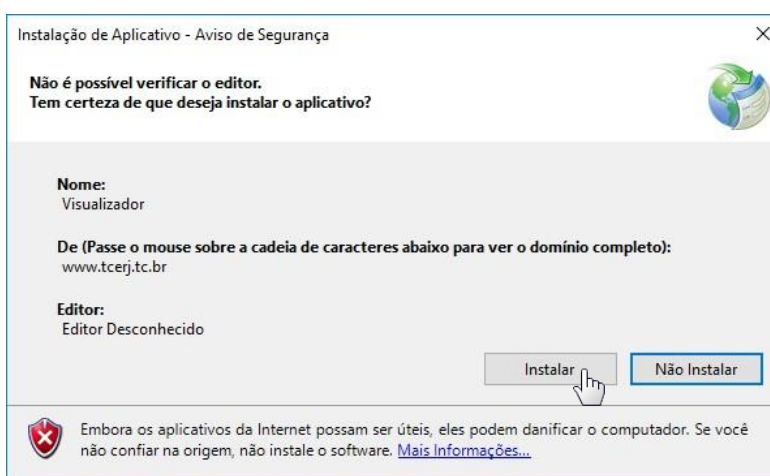 Instalação de Aplicativo - Aviso de Segurança
Não é possível verificar o editor.
Tem certeza de que deseja instalar o aplicativo?
Nome:
Visualizador
De (Passe o mouse sobre a cadeia de caracteres abaixo para ver o domínio completo):
www.tcerj.tc.br
Editor:
Editor Desconhecido
Instalar
Não Instalar
Embora os aplicativos da Internet possam ser úteis, eles podem danificar o computador. Se você
não confiar na origem, não instale o software. Mais Informações...